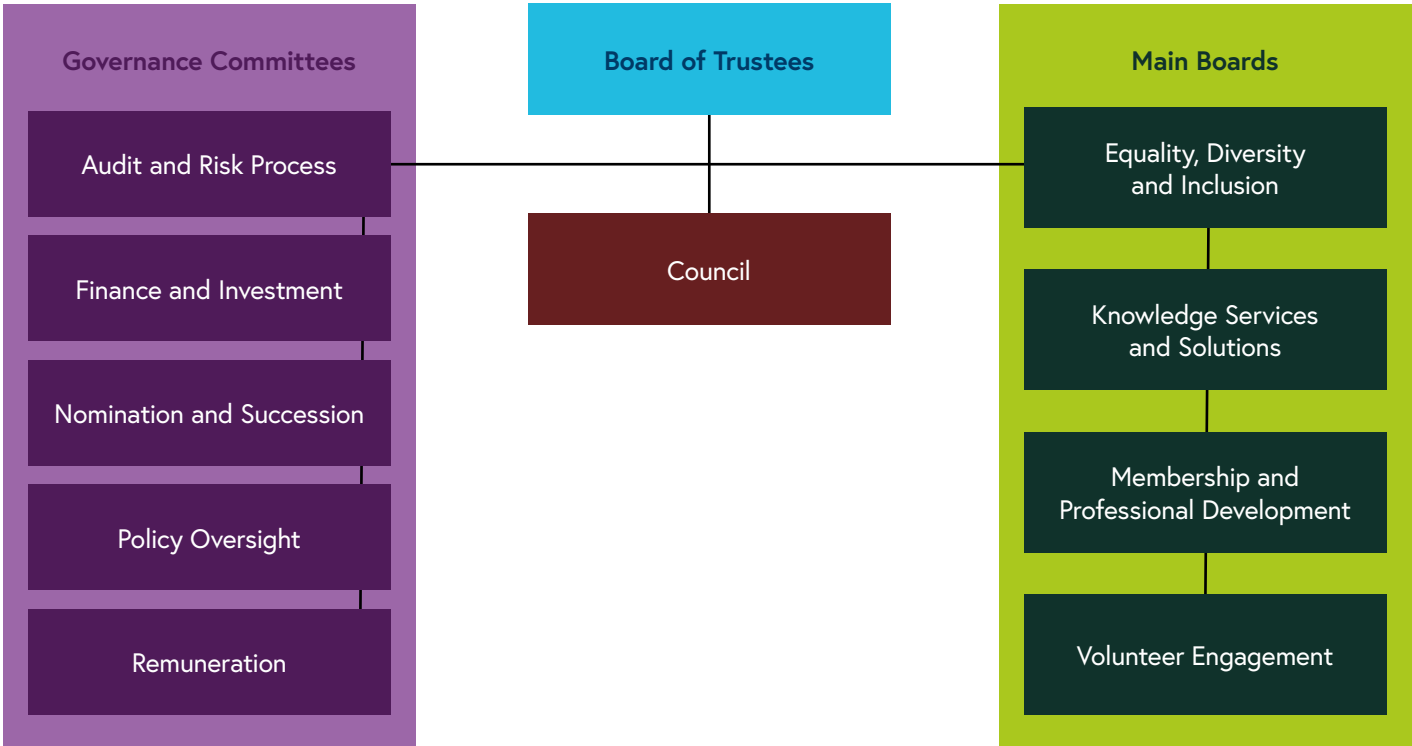 Governance Committees
Audit and Risk Process
Finance and Investment
Nomination and Succession
Policy Oversight
Remuneration
Board of Trustees
Council
Main Boards
Equality, Diversity
and Inclusion
Knowledge Services
and Solutions
Membership and
Professional Development
Volunteer Engagement